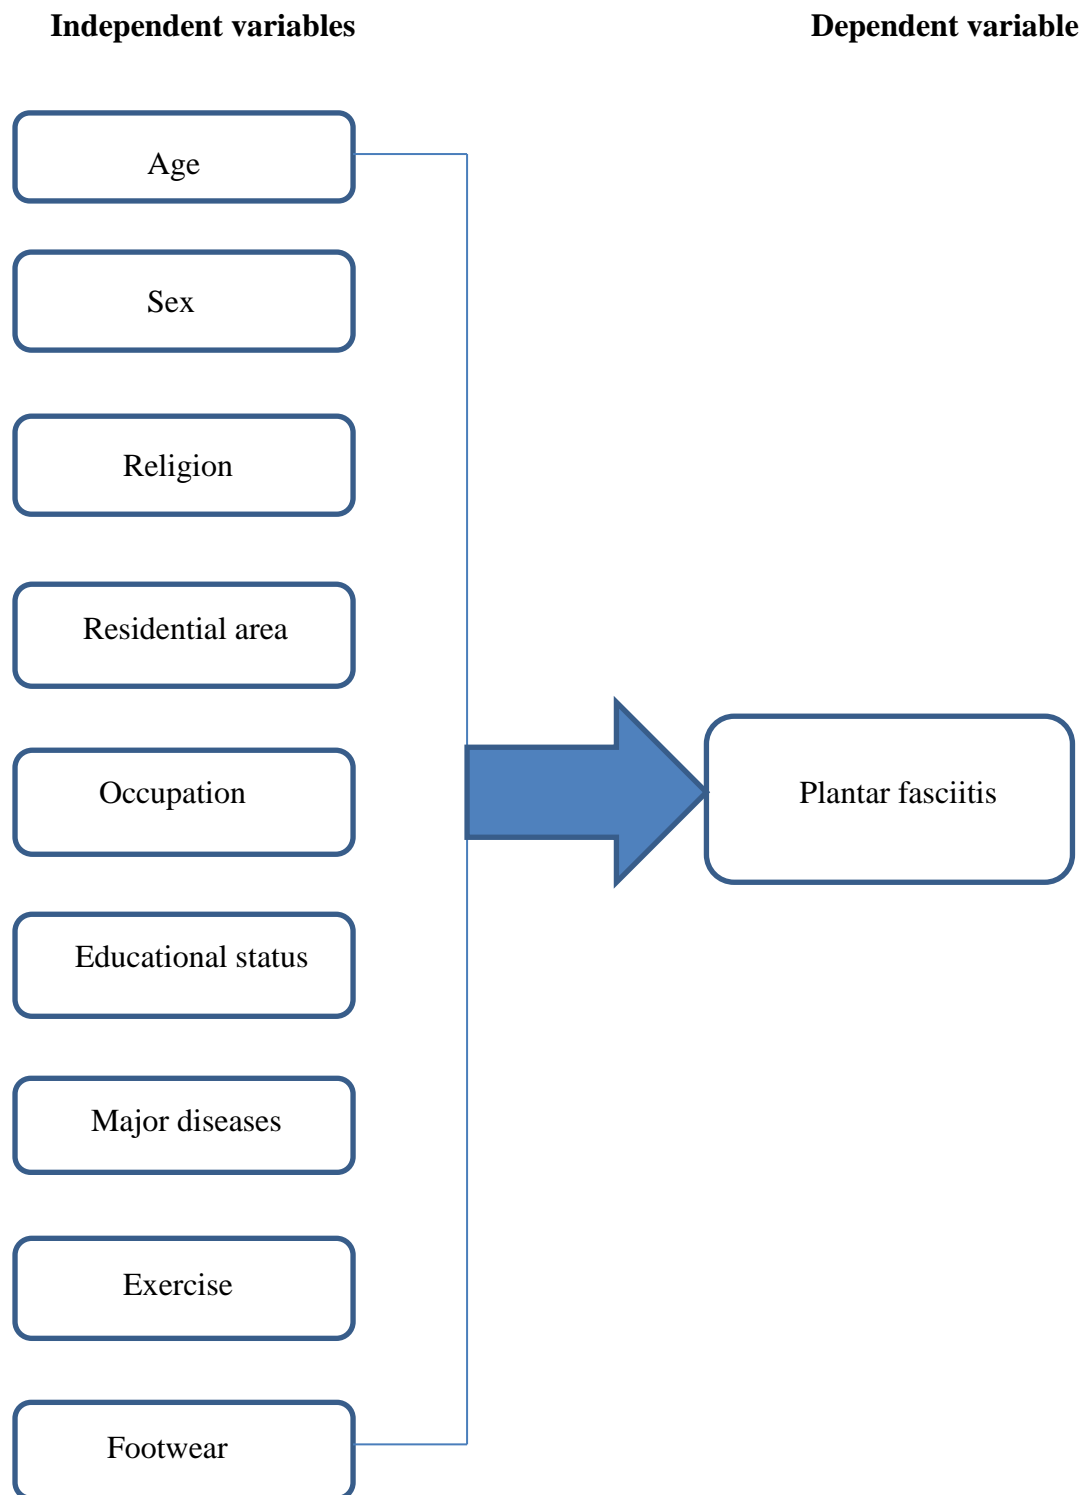 Independent variables
Dependent variable
Age
Sex
Religion
Residential area
Occupation
Plantar fasciitis
Educational status
Major diseases
Exercise
Footwear